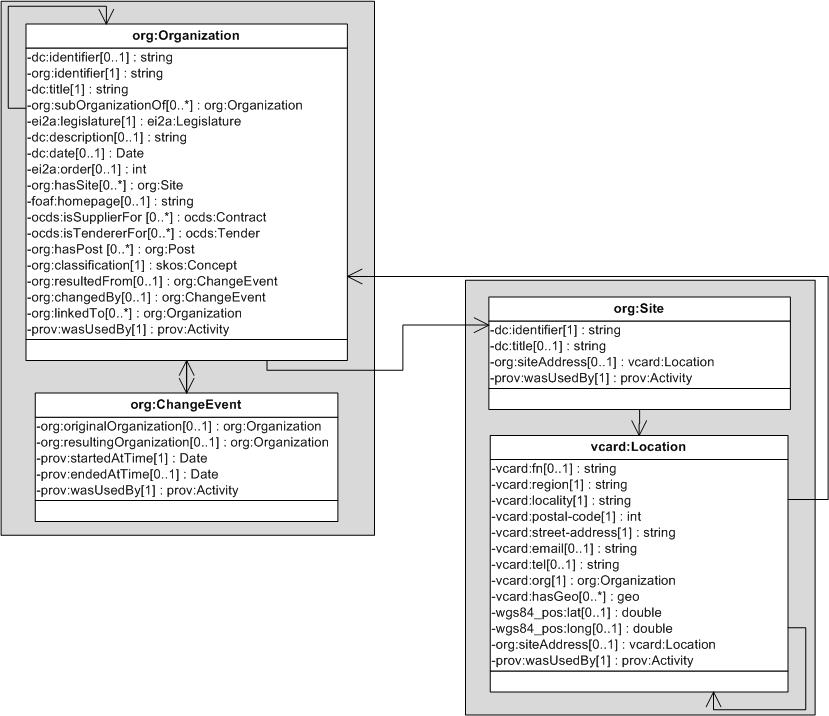 org:Organization
-dc:identifier[0..1] : string
-org:identifier[1] : string
-dc:title[1] : string
-org:subOrganizationOf[0..*] : org:Organization
-ei2a:legislature[1] : ei2a:Legislature
-dc:description[0..1] : string
-dc:date[0..1] : Date
-ei2a:order[0..1] : int
-org:hasSite[0..*] : org:Site
-foaf:homepage[0..1] : string
-ocds:isSupplierFor [0..*] : ocds:Contract
-ocds:isTendererFor[0..*] : ocds:Tender
-org:hasPost [0..*] : org:Post
-org:classification[1] : skos:Concept
-org:resultedFrom[0..1] : org:ChangeEvent
-org:changedBy[0..1] : org:ChangeEvent
-org:linkedTo[0..*] : org:Organization
-prov:wasUsedBy[1] : prov:Activity
org:ChangeEvent
-org:originalOrganization[0..1] : org:Organization
-org:resultingOrganization[0..1] : org:Organization
-prov:startedAtTime[1] : Date
-prov:endedAtTime[0..1] : Date
-prov:wasUsedBy[1] : prov:Activity
org:Site
-dc:identifier[1] : string
-dc:title[0..1] : string
-org:siteAddress[0..1] : vcard:Location
-prov:wasUsedBy[1] : prov:Activity
vcard:Location
-vcard:fn[0..1] : string
-vcard:region[1] : string
-vcard:locality[1] : string
-vcard:postal-code[1] : int
-vcard:street-address[1] : string
-vcard:email[0..1] : string
-vcard:tel[0..1] : string
-vcard:org[1] : org:Organization
-vcard:hasGeo[0..*] : geo
-wgs84_pos:lat[0..1] : double
-wgs84_pos:long[0..1] : double
-org:siteAddress[0..1] : vcard:Location
-prov:wasUsedBy[1] : prov:Activity